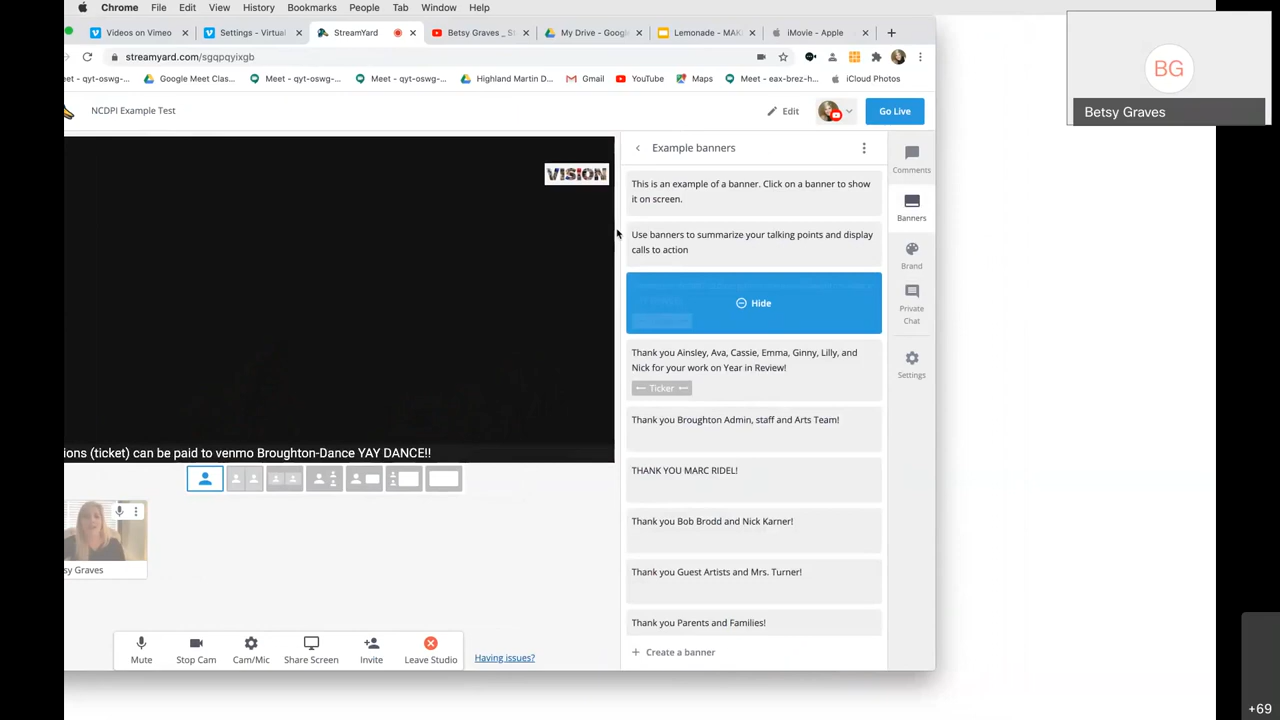 Chrome File Edit View History Bookmarks People Tab Window Help
Videos on Vimeo Settings - Virtual StreamYard Betsy Graves _ S My Drive - Google Lemonade - MAK iMovie - Apple
streamyard.com/sgqpqyixgb
eet - qyt-oswg-... Google Meet Clas... Meet - qyt-oswg-... Meet - qyt-oswg-... Highland Martin D... Gmail YouTube Maps Meet - eax-brez-h... iCloud Photos
NCDPI Example Test
Edit
Go Live
BG
Betsy Graves
Example banners
VISION
This is an example of a banner. Click on a banner to show
it on screen.
Use banners to summarize your talking points and display
calls to action
Hide
Thank you Ainsley, Ava, Cassie, Emma, Ginny, Lilly, and
Nick for your work on Year in Review!
Ticker
Thank you Broughton Admin, staff and Arts Team!
THANK YOU MARC RIDEL!
Thank you Bob Brodd and Nick Karner!
Thank you Guest Artists and Mrs. Turner!
Thank you Parents and Families!
Create a banner
Comments
Banners
Brand
Private
Chat
Settings
ions (ticket) can be paid to venmo Broughton-Dance YAY DANCE!!
sy Graves
Mute Stop Cam Cam/Mic Share Screen Invite Leave Studio
Having issues?
+69